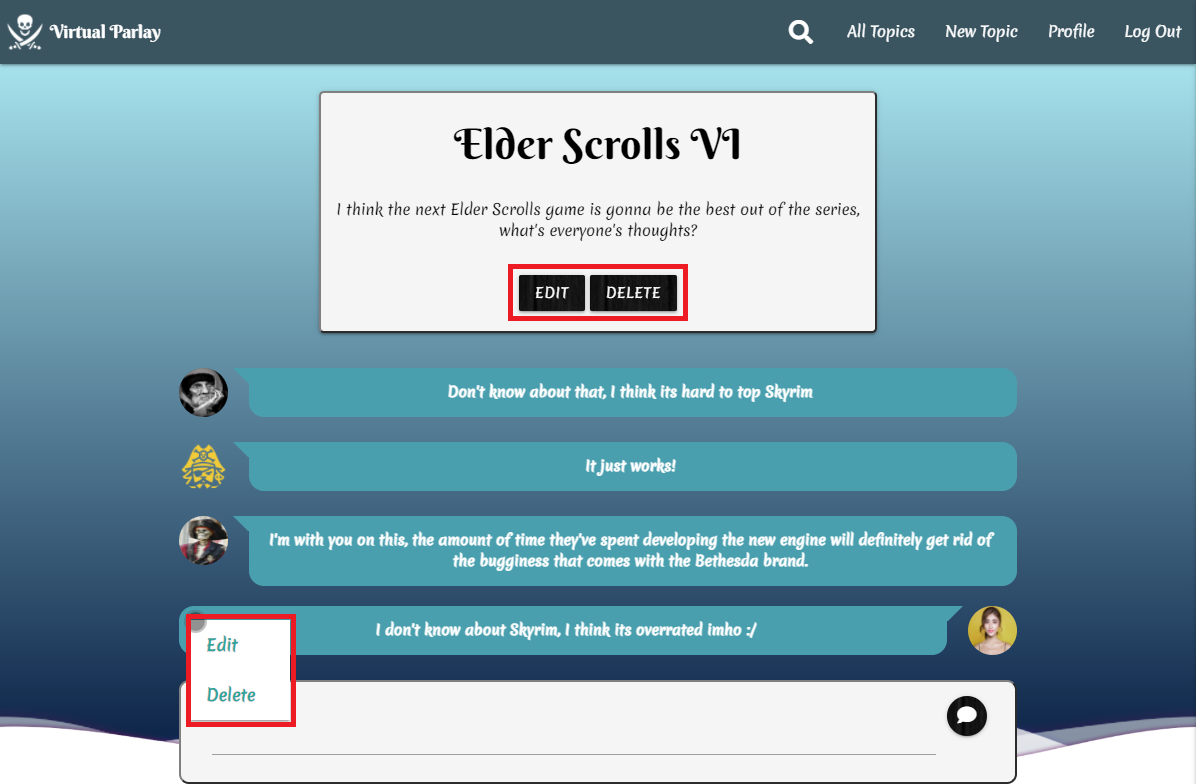 Virtual Parlay
All Topics
New Topic
Profile
Log Out
Elder Scrolls VI
I think the next Elder Scrolls game is gonna be the best out of the series,
what's everyone's thoughts?
EDIT
DELETE
Don't know about that, I think its hard to top Skyrim
It just works!
I'm with you on this, the amount of time they've spent developing the new engine will definitely get rid of
the bugginess that comes with the Bethesda brand.
I don't know about Skyrim, I think its overrated imho :/
Edit
Delete